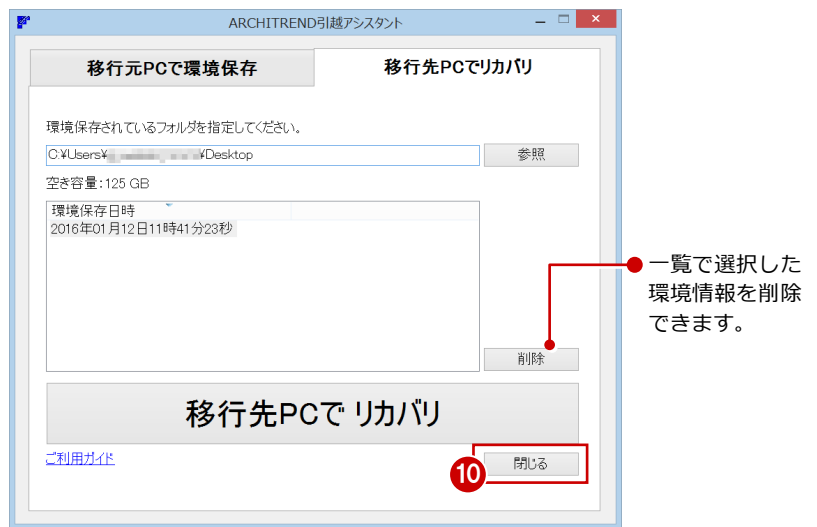 ARCHITREND引越アシスタント
移行元PCで環境保存
移行先PCでリカバリ
環境保存されているフォルダを指定してください。
C:¥Users¥ ¥Desktop
参照
空き容量:125 GB
環境保存日時
2016年01月12日11時41分23秒
一覧で選択した
環境情報を削除
できます。
削除
移行先PCで リカバリ
ご利用ガイド
10
閉じる